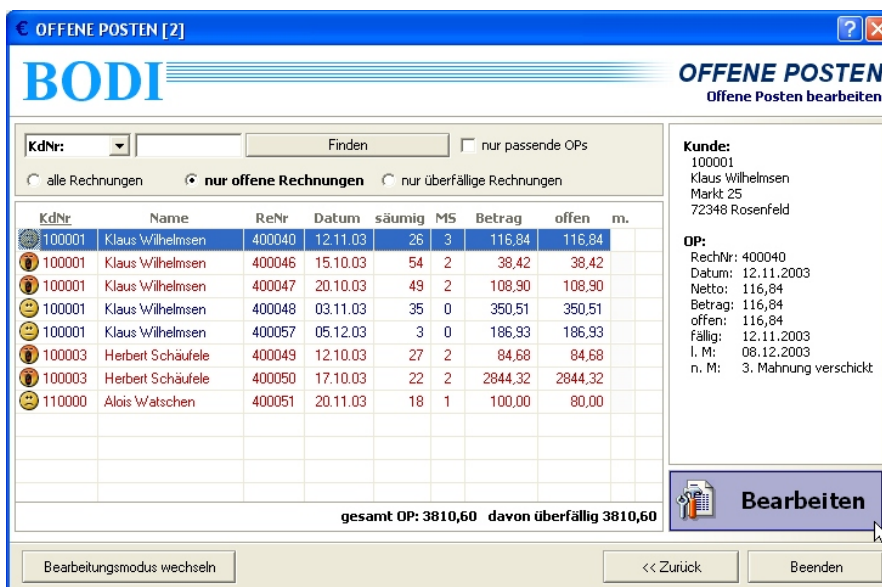 € OFFENE POSTEN [2]
BODI
OFFENE POSTEN
Offene Posten bearbeiten
KdNr: Finden nur passende OPs
alle Rechnungen nur offene Rechnungen nur überfällige Rechnungen
KdNr Name ReNr Datum säumig MS Betrag offen m.
100001 Klaus Wilhelmsen 400040 12.11.03 26 3 116,84 116,84
100001 Klaus Wilhelmsen 400046 15.10.03 54 2 38,42 38,42
100001 Klaus Wilhelmsen 400047 20.10.03 49 2 108,90 108,90
100001 Klaus Wilhelmsen 400048 03.11.03 35 0 350,51 350,51
100001 Klaus Wilhelmsen 400057 05.12.03 3 0 186,93 186,93
100003 Herbert Schäufele 400049 12.10.03 27 2 84,68 84,68
100003 Herbert Schäufele 400050 17.10.03 22 2 2844,32 2844,32
110000 Alois Watschen 400051 20.11.03 18 1 100,00 80,00
gesamt OP: 3810,60 davon überfällig 3810,60
Kunde:
100001
Klaus Wilhelmsen
Markt 25
72348 Rosenfeld
OP:
RechNr: 400040
Datum: 12.11.2003
Netto: 116,84
Betrag: 116,84
offen: 116,84
fällig: 12.11.2003
l. M: 08.12.2003
n. M: 3. Mahnung verschickt
Bearbeiten
Bearbeitungsmodus wechseln << Zurück Beenden